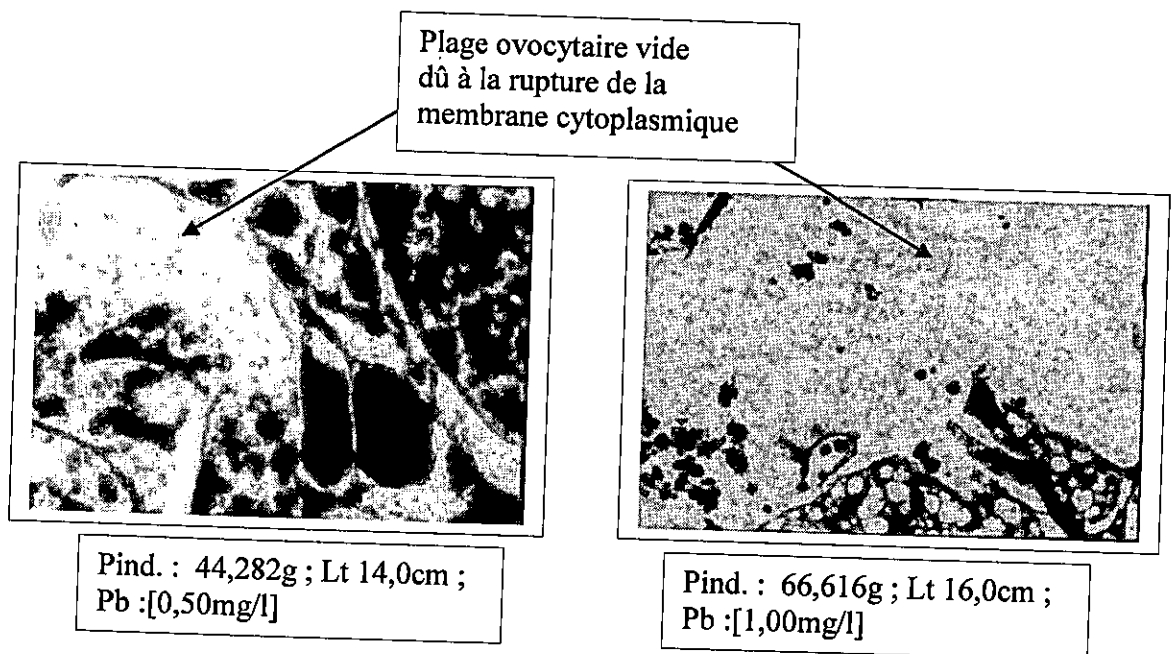 Plage ovocytaire vide
dû à la rupture de la
membrane cytoplasmique
Pind. : 44,282g ; Lt 14,0cm ;
Pb :[0,50mg/l]
Pind. : 66,616g ; Lt 16,0cm ;
Pb :[1,00mg/l]